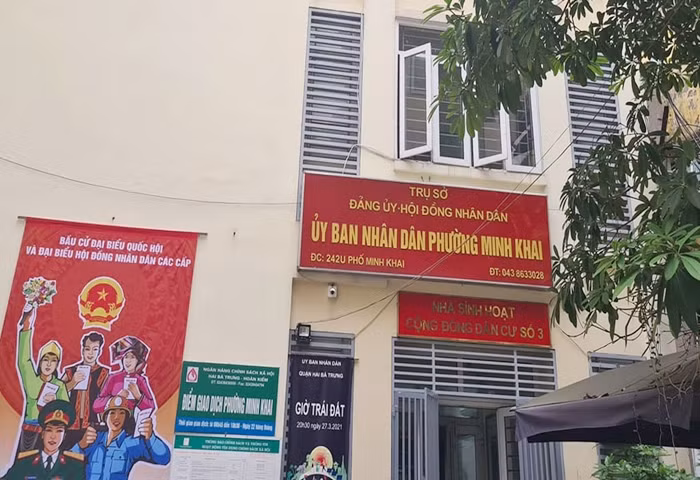 TRỤ SỞ
ĐẢNG ỦY-HỘI ĐỒNG NHÂN DÂN
ỦY BAN NHÂN DÂN PHƯỜNG MINH KHAI
ĐC: 242U PHỐ MINH KHAI ĐT: 043 8633028
NHÀ SINH HOẠT
CỘNG ĐỒNG DÂN CƯ SỐ 3
BẦU CỬ ĐẠI BIỂU QUỐC HỘI
VÀ ĐẠI BIỂU HỘI ĐỒNG NHÂN DÂN CÁC CẤP
NGÂN HÀNG CHÍNH SÁCH XÃ HỘI
HAI BÀ TRƯNG - HOÀN KIẾM
ĐIỂM GIAO DỊCH PHƯỜNG MINH KHAI
ỦY BAN NHÂN DÂN
QUẬN HAI BÀ TRƯNG
GIỜ TRÁI ĐẤT
20h30 ngày 27.3.2021